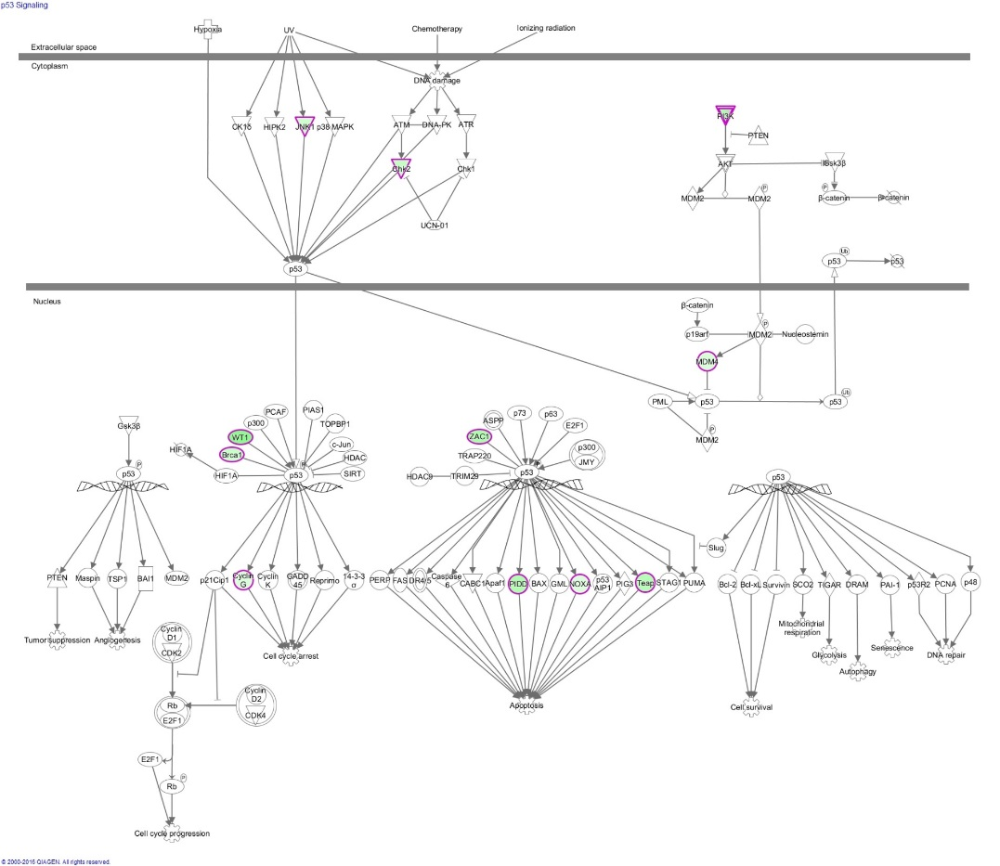 p53 Signaling
Hypoxia
UV
Chemotherapy
Ionizing radiation
Extracellular space
Cytoplasm
DNA damage
CK1δ
HIPK2
JNK1
p38 MAPK
ATM
DNA-PK
ATR
PI3K
PTEN
Chk2
Chk1
AKT
Gsk3β
MDM2
P
MDM2
P
β-catenin
β-catenin
UCN-01
p53
Ub
p53
p53
Nucleus
β-catenin
p19arf
P
MDM2
Nucleostemin
MDM4
PML
p53
Ub
p53
P
MDM2
Gsk3β
P
p53
HIF1A
HIF1A
WT1
Brca1
p300
PCAF
PIAS1
TOPBP1
c-Jun
HDAC
SIRT
P
p53
ZAC1
ASPP
p73
p63
E2F1
p300
JMY
TRAP220
HDAC9
TRIM29
P
p53
p53
Slug
PTEN
Maspin
TSP1
BAI1
MDM2
p21Cip1
Cyclin
G
Cyclin
K
GADD
45
Reprimo
14-3-3
σ
PERP
FAS
DR4/5
Caspase
6
CABC1
Apaf1
PIDD
BAX
GML
NOXA
p53
AIP1
PIG3
Teap
STAG1
PUMA
Bcl-2
Bcl-xL
Survivin
SCO2
TIGAR
DRAM
PAI-1
p53R2
PCNA
p48
Tumor suppression
Angiogenesis
Cyclin
D1
CDK2
Cell cycle arrest
Mitochondrial
respiration
Glycolysis
Autophagy
Senescence
DNA repair
Rb
E2F1
Cyclin
D2
CDK4
Apoptosis
Cell survival
E2F1
P
Rb
Cell cycle progression
© 2000-2016 QIAGEN. All rights reserved.